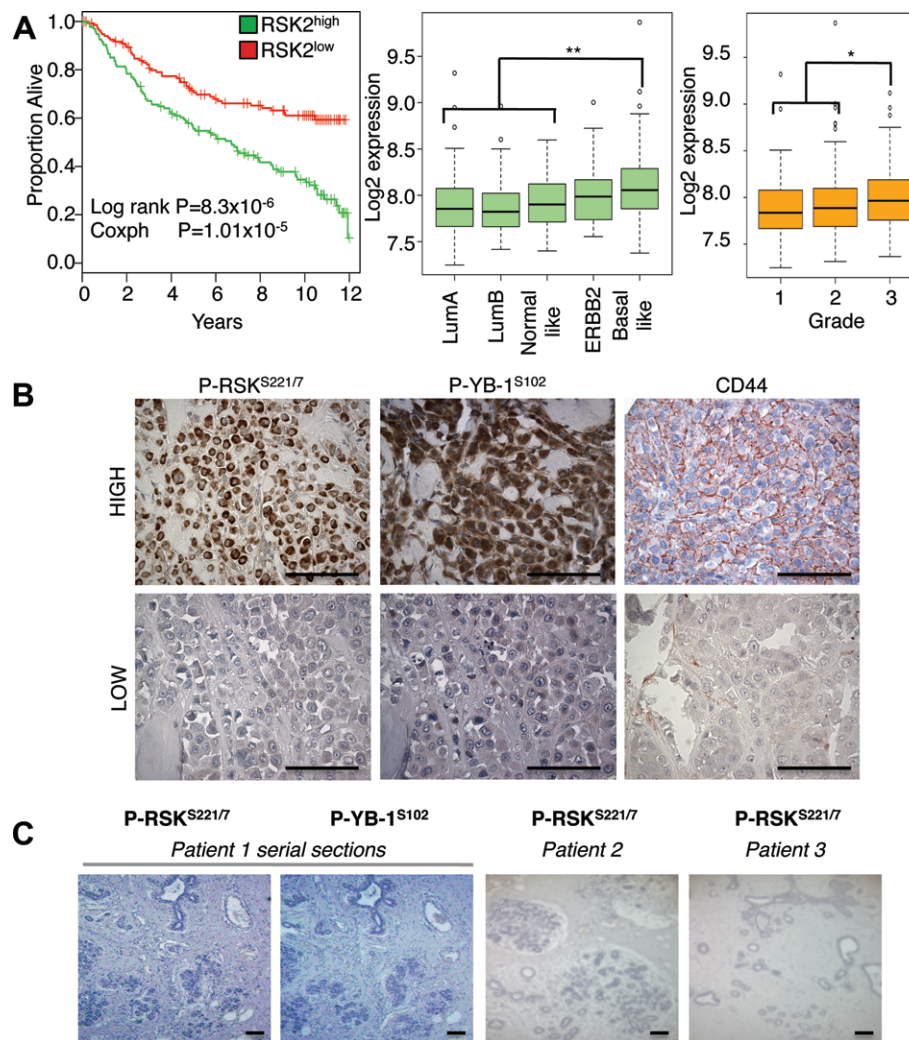 A
RSK2high
RSK2low
Proportion Alive
1.0
0.8
0.6
0.4
0.2
0.0
Log rank P=8.3x10-6
Coxph P=1.01x10-5
0 2 4 6 8 10 12
Years
Log2 expression
9.5
9.0
8.5
8.0
7.5
**
LumA
LumB
Normal like
ERBB2
Basal like
Log2 expression
9.5
9.0
8.5
8.0
7.5
*
1 2 3
Grade
B
P-RSKS221/7 P-YB-1S102 CD44
HIGH
LOW
C
P-RSKS221/7 P-YB-1S102 P-RSKS221/7 P-RSKS221/7
Patient 1 serial sections Patient 2 Patient 3